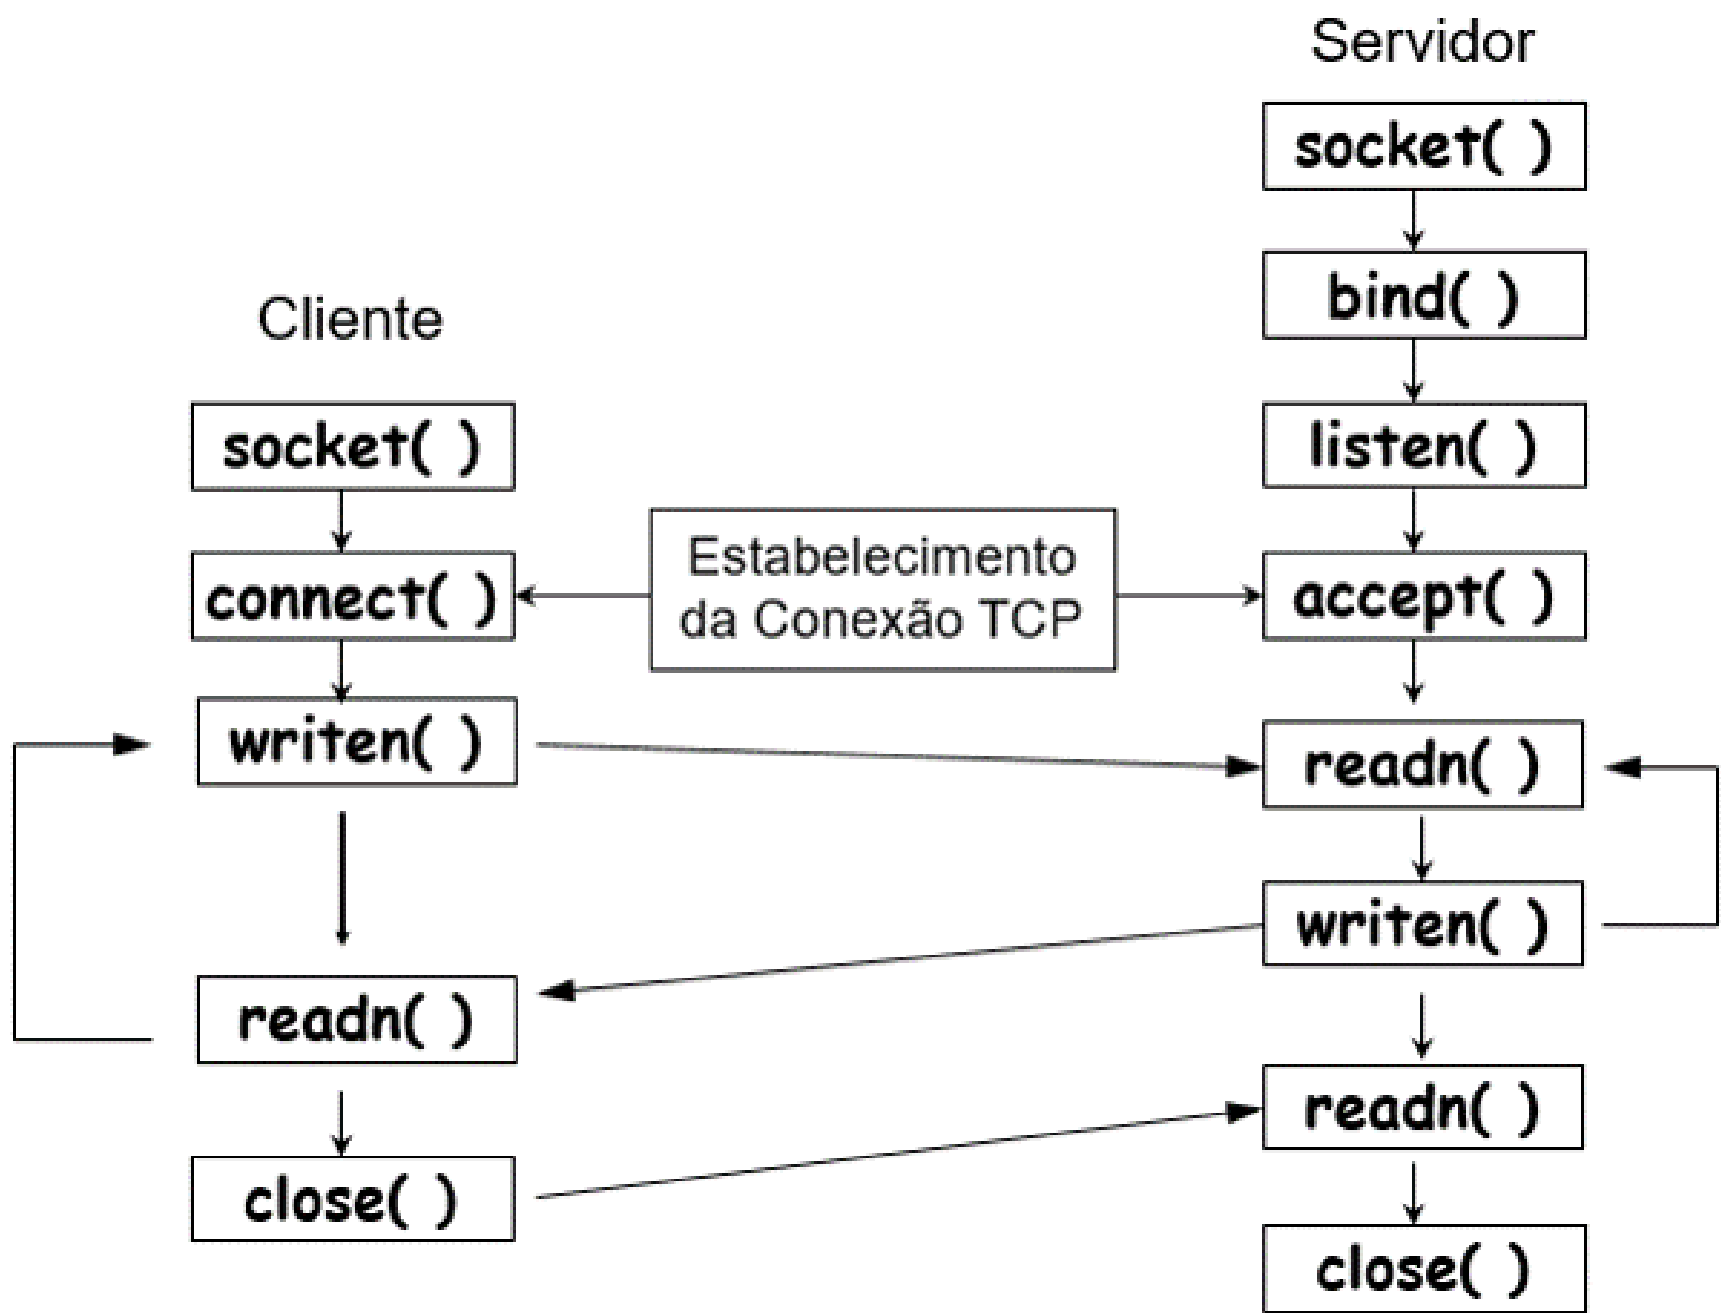 Servidor
socket( )
bind( )
listen( )
accept( )
readn( )
writen( )
readn( )
close( )
Cliente
socket( )
connect( )
writen( )
readn( )
close( )
Estabelecimento
da Conexão TCP